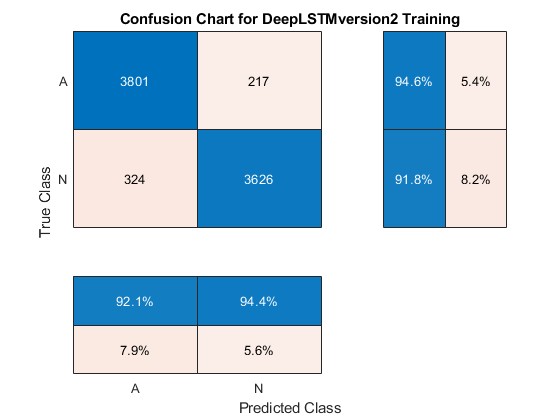 Confusion Chart for DeepLSTMversion2 Training
A 3801 217 94.6% 5.4%
N 324 3626 91.8% 8.2%
True Class
92.1% 94.4%
7.9% 5.6%
A N
Predicted Class